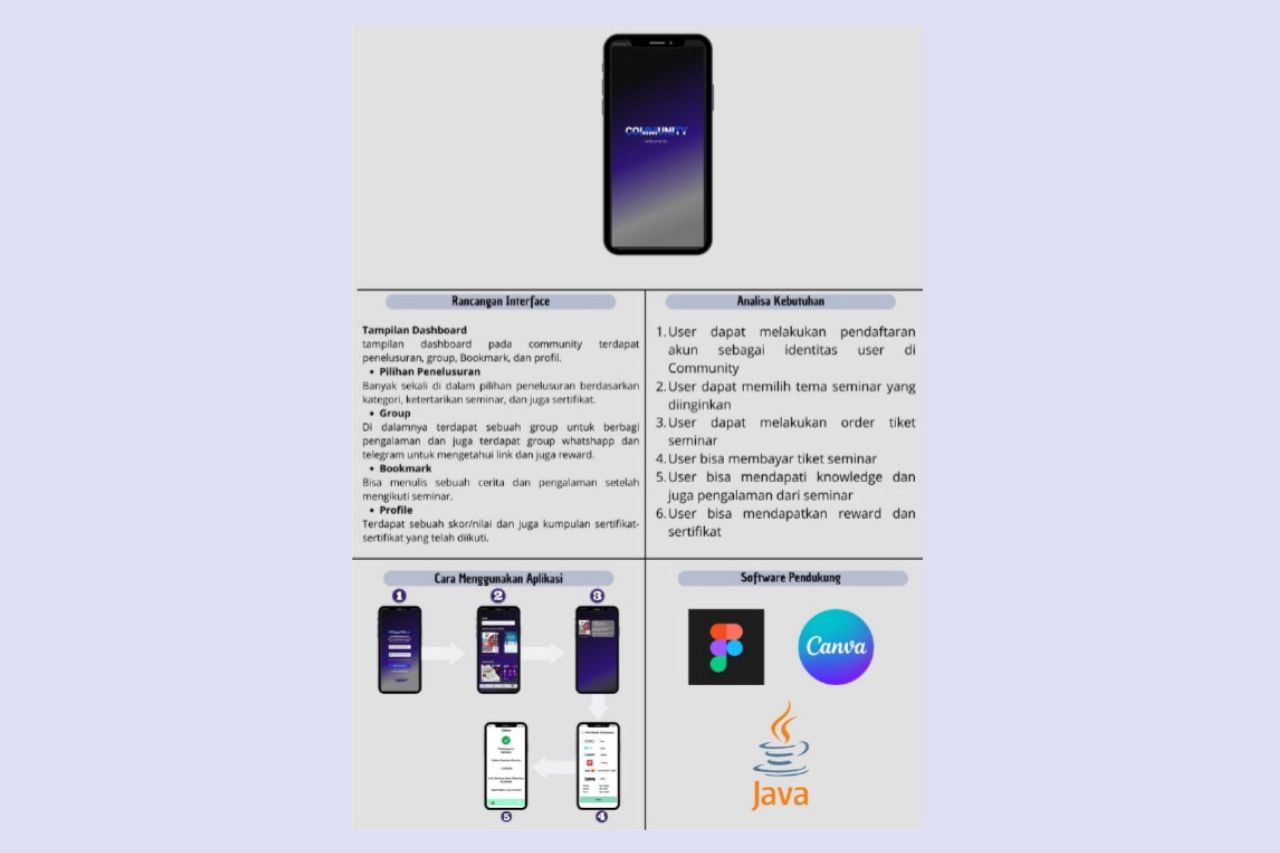 COMMUNITY
Rancangan Interface
Tampilan Dashboard
tampilan dashboard pada community terdapat
penelusuran, group, Bookmark, dan profil.
• Pilihan Penelusuran
Banyak sekali di dalam pilihan penelusuran berdasarkan
kategori, ketertarikan seminar, dan juga sertifikat.
• Group
Di dalamnya terdapat sebuah group untuk berbagi
pengalaman dan juga terdapat group whatshapp dan
telegram untuk mengetahui link dan juga reward.
• Bookmark
Bisa menulis sebuah cerita dan pengalaman setelah
mengikuti seminar.
• Profile
Terdapat sebuah skor/nilai dan juga kumpulan sertifikat-
sertifikat yang telah diikuti.
Analisa Kebutuhan
1. User dapat melakukan pendaftaran
akun sebagai identitas user di
Community
2. User dapat memilih tema seminar yang
diinginkan
3. User dapat melakukan order tiket
seminar
4. User bisa membayar tiket seminar
5. User bisa mendapati knowledge dan
juga pengalaman dari seminar
6. User bisa mendapatkan reward dan
sertifikat
Cara Menggunakan Aplikasi
1
2
3
5
4
Software Pendukung
Canva
Java